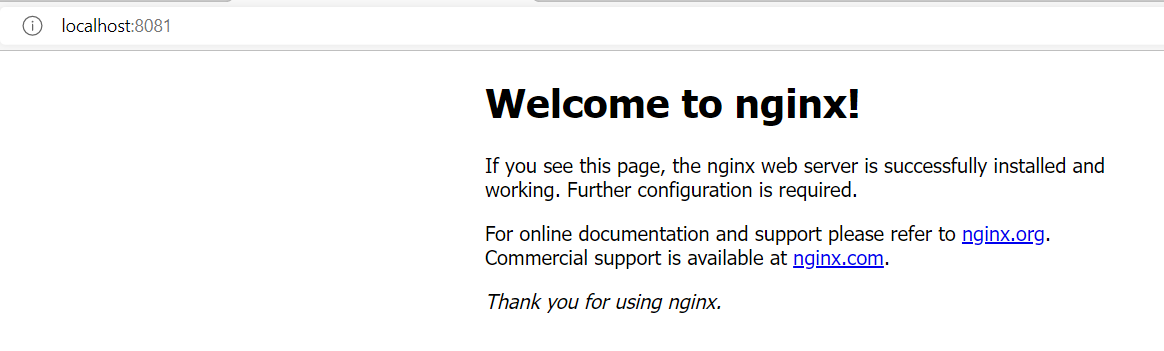 localhost:8081
Welcome to nginx!
If you see this page, the nginx web server is successfully installed and
working. Further configuration is required.
For online documentation and support please refer to nginx.org.
Commercial support is available at nginx.com.
Thank you for using nginx.